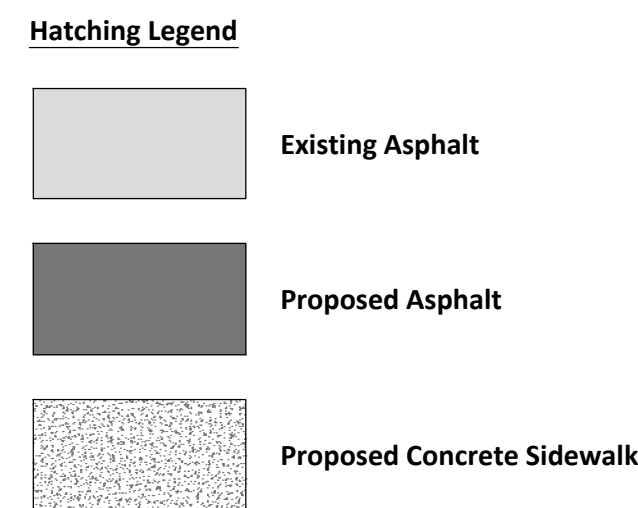 Hatching Legend
Existing Asphalt
Proposed Asphalt
Proposed Concrete Sidewalk